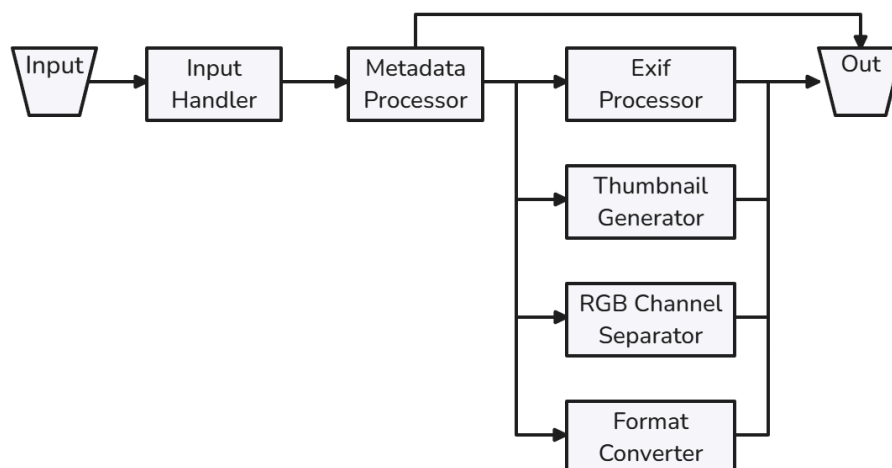 Input
Input
Handler
Metadata
Processor
Exif
Processor
Out
Thumbnail
Generator
RGB Channel
Separator
Format
Converter